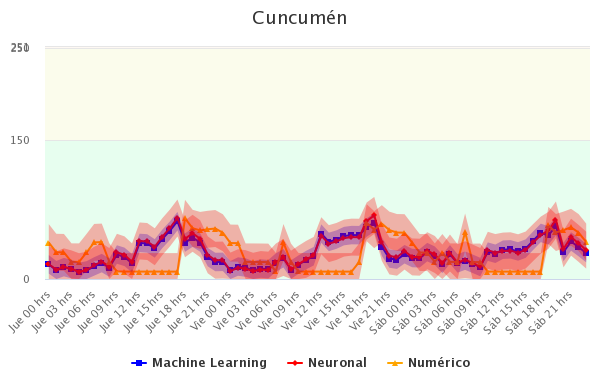 Cuncumén
251
250
150
0
Jue 00 hrs
Jue 03 hrs
Jue 06 hrs
Jue 09 hrs
Jue 12 hrs
Jue 15 hrs
Jue 18 hrs
Jue 21 hrs
Vie 00 hrs
Vie 03 hrs
Vie 06 hrs
Vie 09 hrs
Vie 12 hrs
Vie 15 hrs
Vie 18 hrs
Vie 21 hrs
Sáb 00 hrs
Sáb 03 hrs
Sáb 06 hrs
Sáb 09 hrs
Sáb 12 hrs
Sáb 15 hrs
Sáb 18 hrs
Sáb 21 hrs
Machine Learning Neuronal Numérico